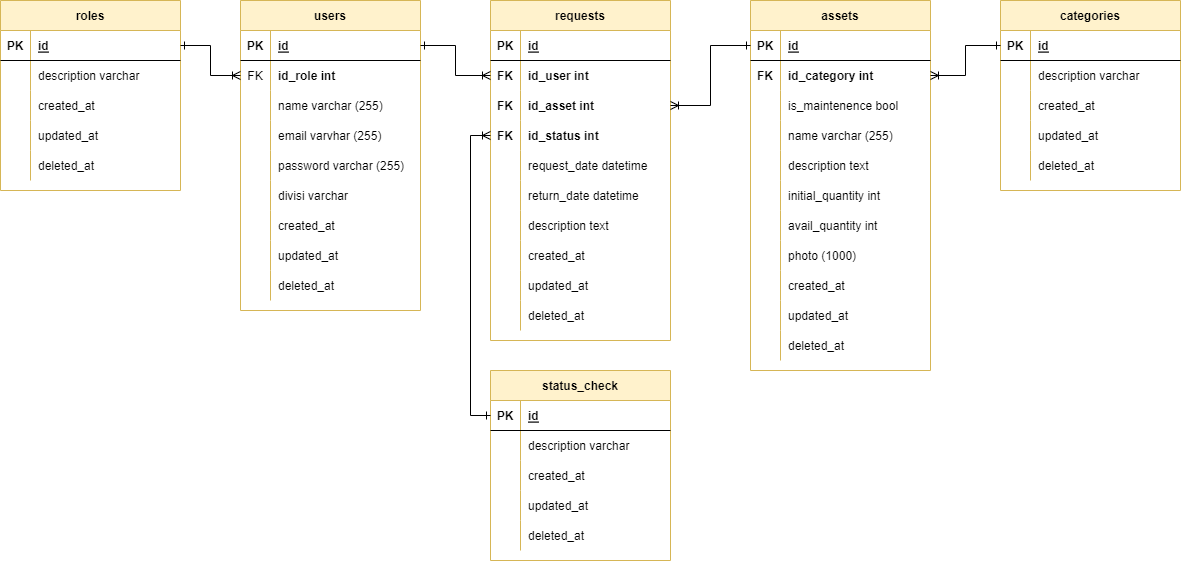 roles
PK id
description varchar
created_at
updated_at
deleted_at
users
PK id
FK id_role int
name varchar (255)
email varvhar (255)
password varchar (255)
divisi varchar
created_at
updated_at
deleted_at
requests
PK id
FK id_user int
FK id_asset int
FK id_status int
request_date datetime
return_date datetime
description text
created_at
updated_at
deleted_at
assets
PK id
FK id_category int
is_maintenence bool
name varchar (255)
description text
initial_quantity int
avail_quantity int
photo (1000)
created_at
updated_at
deleted_at
categories
PK id
description varchar
created_at
updated_at
deleted_at
status_check
PK id
description varchar
created_at
updated_at
deleted_at